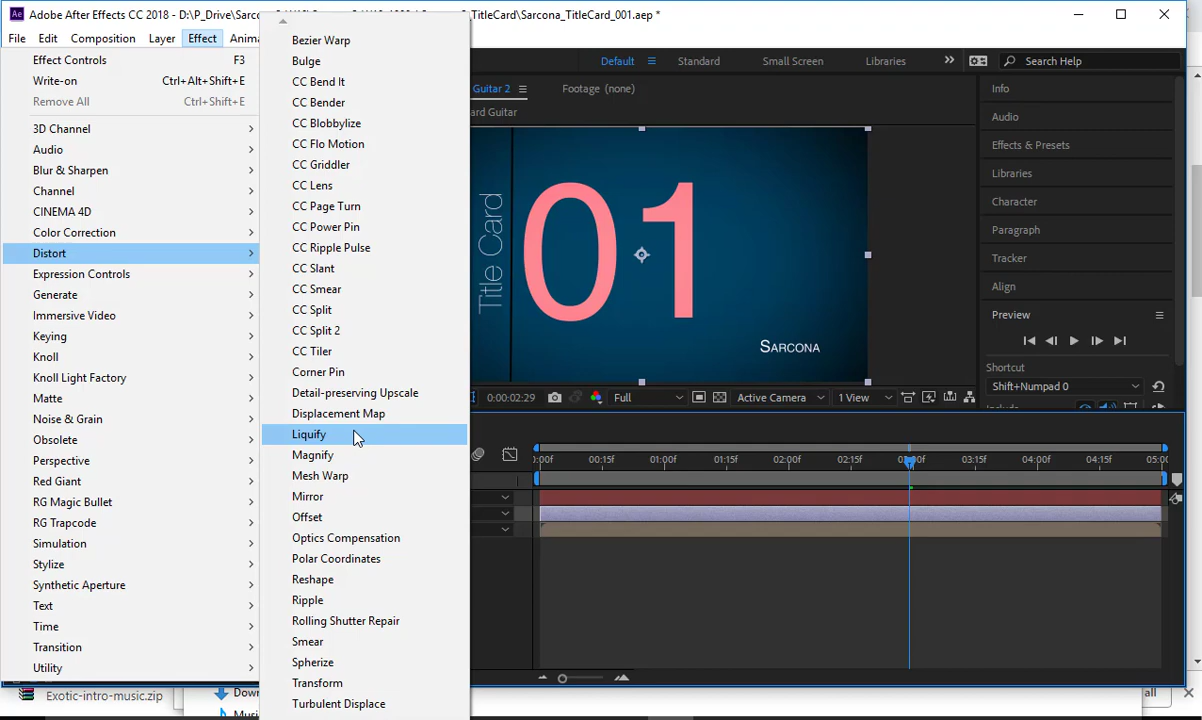 Ae Adobe After Effects CC 2018 - D:\P_Drive\Sarco
TitleCard\Sarcona_TitleCard_001.aep *
File Edit Composition Layer Effect Anima
Effect Controls F3
Write-on Ctrl+Alt+Shift+E
Remove All Ctrl+Shift+E
3D Channel
Audio
Blur & Sharpen
Channel
CINEMA 4D
Color Correction
Distort
Expression Controls
Generate
Immersive Video
Keying
Knoll
Knoll Light Factory
Matte
Noise & Grain
Obsolete
Perspective
Red Giant
RG Magic Bullet
RG Trapcode
Simulation
Stylize
Synthetic Aperture
Text
Time
Transition
Utility
Bezier Warp
Bulge
CC Bend It
CC Bender
CC Blobbylize
CC Flo Motion
CC Griddler
CC Lens
CC Page Turn
CC Power Pin
CC Ripple Pulse
CC Slant
CC Smear
CC Split
CC Split 2
CC Tiler
Corner Pin
Detail-preserving Upscale
Displacement Map
Liquify
Magnify
Mesh Warp
Mirror
Offset
Optics Compensation
Polar Coordinates
Reshape
Ripple
Rolling Shutter Repair
Smear
Spherize
Transform
Turbulent Displace
Default Standard Small Screen Libraries >> Search Help
Guitar 2 Footage (none)
ard Guitar
Title Card
01
SARCONA
0:00:02:29 Full Active Camera 1 View
Info
Audio
Effects & Presets
Libraries
Character
Paragraph
Tracker
Align
Preview
Shortcut
Shift+Numpad 0
:00f 00:15f 01:00f 01:15f 02:00f 02:15f 03:15f 04:00f 04:15f 05:00
Exotic-intro-music.zip
Down
all